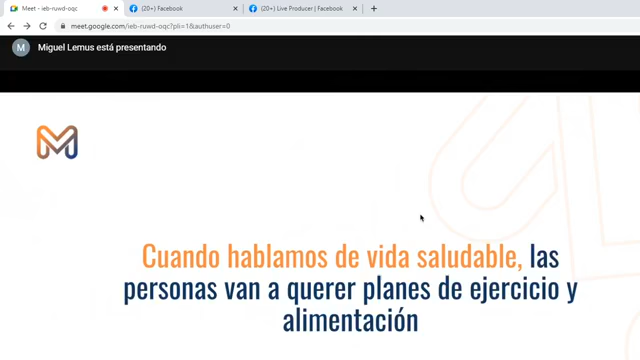 Meet - ieb-ruwd-oqc
(20+) Facebook
(20+) Live Producer | Facebook
meet.google.com/ieb-ruwd-oqc?pli=1&authuser=0
M
Miguel Lemus está presentando
Cuando hablamos de vida saludable, las
personas van a querer planes de ejercicio y
alimentación